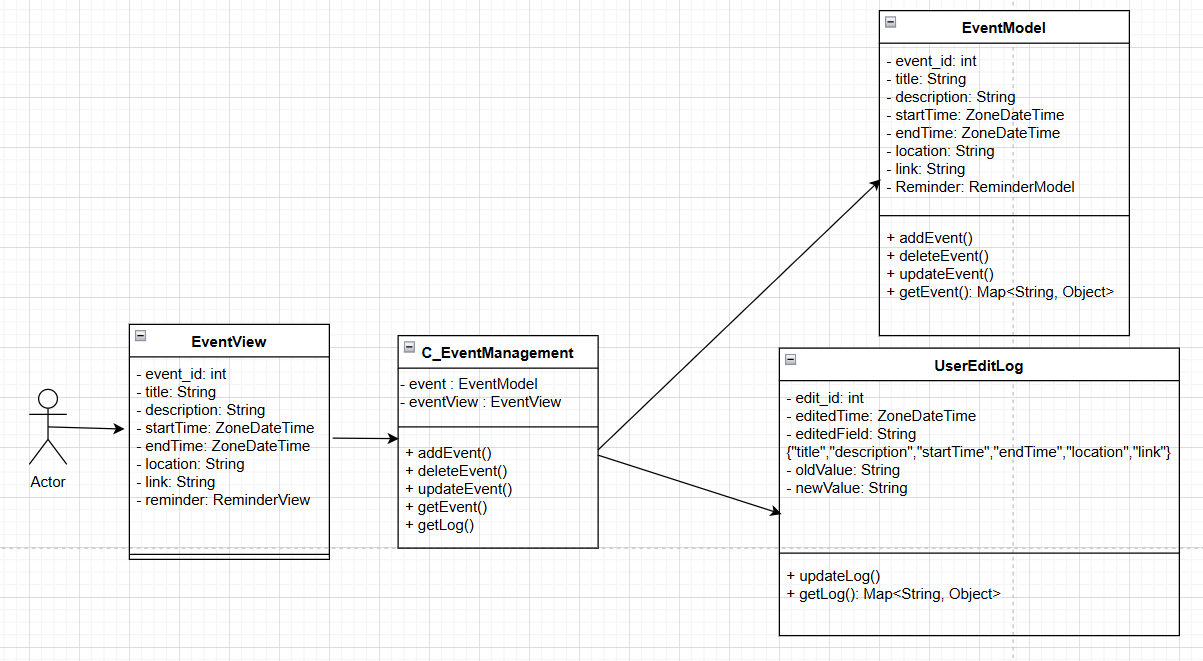 EventModel
- event_id: int
- title: String
- description: String
- startTime: ZoneDateTime
- endTime: ZoneDateTime
- location: String
- link: String
- Reminder: ReminderModel
+ addEvent()
+ deleteEvent()
+ updateEvent()
+ getEvent(): Map<String, Object>
EventView
- event_id: int
- title: String
- description: String
- startTime: ZoneDateTime
- endTime: ZoneDateTime
- location: String
- link: String
- reminder: ReminderView
Actor
C_EventManagement
- event : EventModel
- eventView : EventView
+ addEvent()
+ deleteEvent()
+ updateEvent()
+ getEvent()
+ getLog()
UserEditLog
- edit_id: int
- editedTime: ZoneDateTime
- editedField: String
{"title","description","startTime","endTime","location","link"}
- oldValue: String
- newValue: String
+ updateLog()
+ getLog(): Map<String, Object>